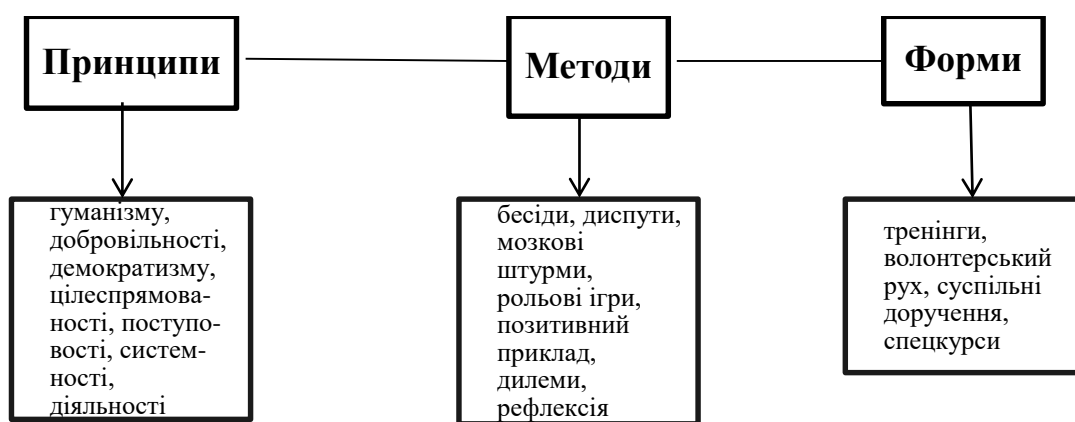 Принципи
Методи
Форми
гуманізму,
добровільності,
демократизму,
цілеспрямова-
ності, поступо-
вості, систем-
ності,
діяльності
бесіди, диспути,
мозкові
штурми,
рольові ігри,
позитивний
приклад,
дилеми,
рефлексія
тренінги,
волонтерський
рух, суспільні
доручення,
спецкурси